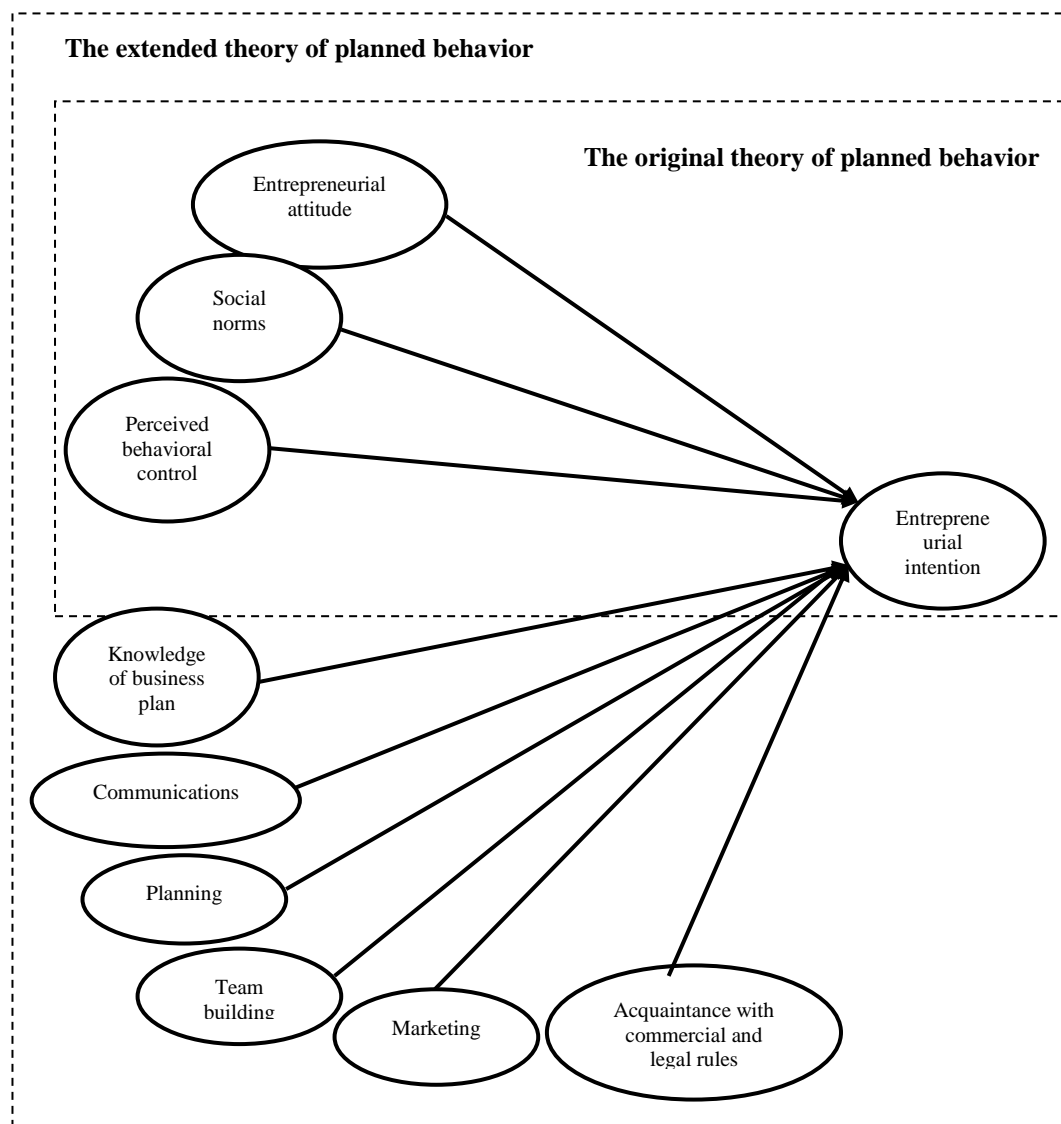 The extended theory of planned behavior
The original theory of planned behavior
Entrepreneurial
attitude
Social
norms
Perceived
behavioral
control
Entreprene
urial
intention
Knowledge
of business
plan
Communications
Planning
Team
building
Marketing
Acquaintance with
commercial and
legal rules